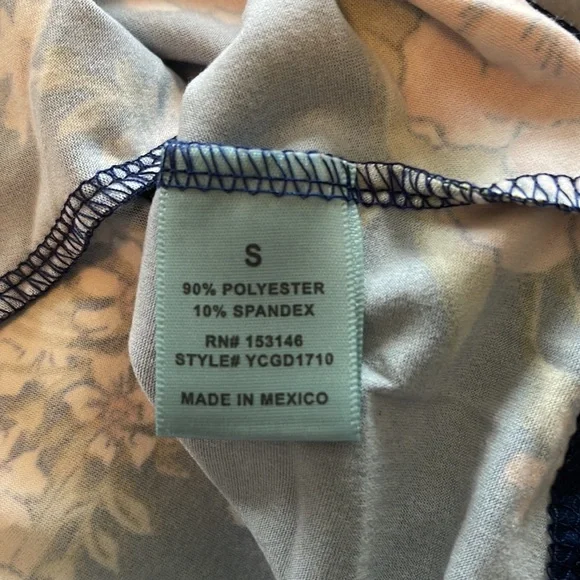 S
90% POLYESTER
10% SPANDEX
RN# 153146
STYLE# YCGD1710
MADE IN MEXICO